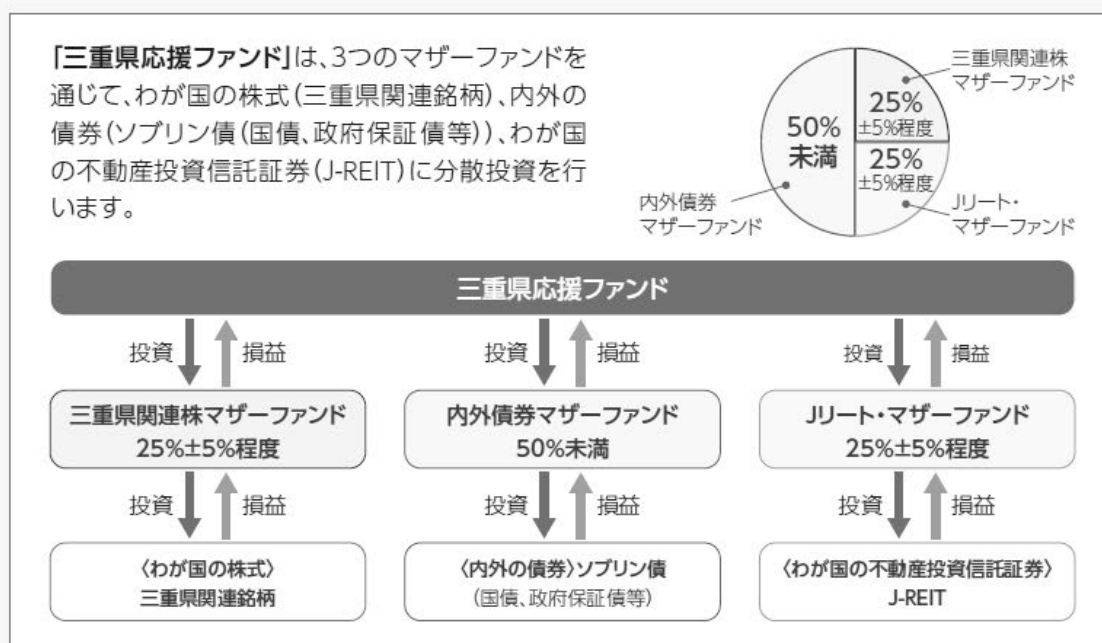 「三重県応援ファンド」は、3つのマザーファンドを
通じて、わが国の株式(三重県関連銘柄)、内外の
債券(ソブリン債(国債、政府保証債等))、わが国
の不動産投資信託証券(J-REIT)に分散投資を行
います。
三重県関連株
マザーファンド
25%
±5%程度
50%
未満
25%
±5%程度
内外債券
マザーファンド
Jリート・
マザーファンド
三重県応援ファンド
投資 損益 投資 損益 投資 損益
三重県関連株マザーファンド
25%±5%程度
内外債券マザーファンド
50%未満
Jリート・マザーファンド
25%±5%程度
投資 損益 投資 損益 投資 損益
〈わが国の株式〉
三重県関連銘柄
〈内外の債券〉ソブリン債
(国債、政府保証債等)
〈わが国の不動産投資信託証券〉
J-REIT